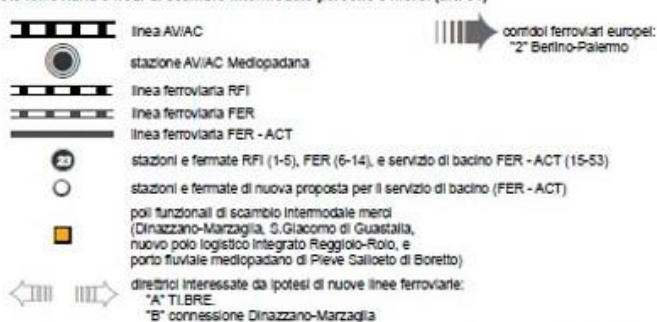 linea AV/AC
corridoi ferroviari europei:
"2" Berlino-Palermo
stazione AV/AC Mediopadana
linea ferroviaria RFI
linea ferroviaria FER
linea ferroviaria FER - ACT
23
stazioni e fermate RFI (1-5), FER (6-14), e servizio di bacino FER - ACT (15-53)
stazioni e fermate di nuova proposta per il servizio di bacino (FER - ACT)
poli funzionali di scambio intermodale merci
(Dinazzano-Marzaglia, S.Giacomo di Guastalla,
nuovo polo logistico integrato Reggiolo-Rolo, e
porto fluviale mediopadano di Pieve Saliceto di Boretto)
direttrici interessate da ipotesi di nuove linee ferroviarie:
"A" TI.BRE.
"B" connessione Dinazzano-Marzaglia